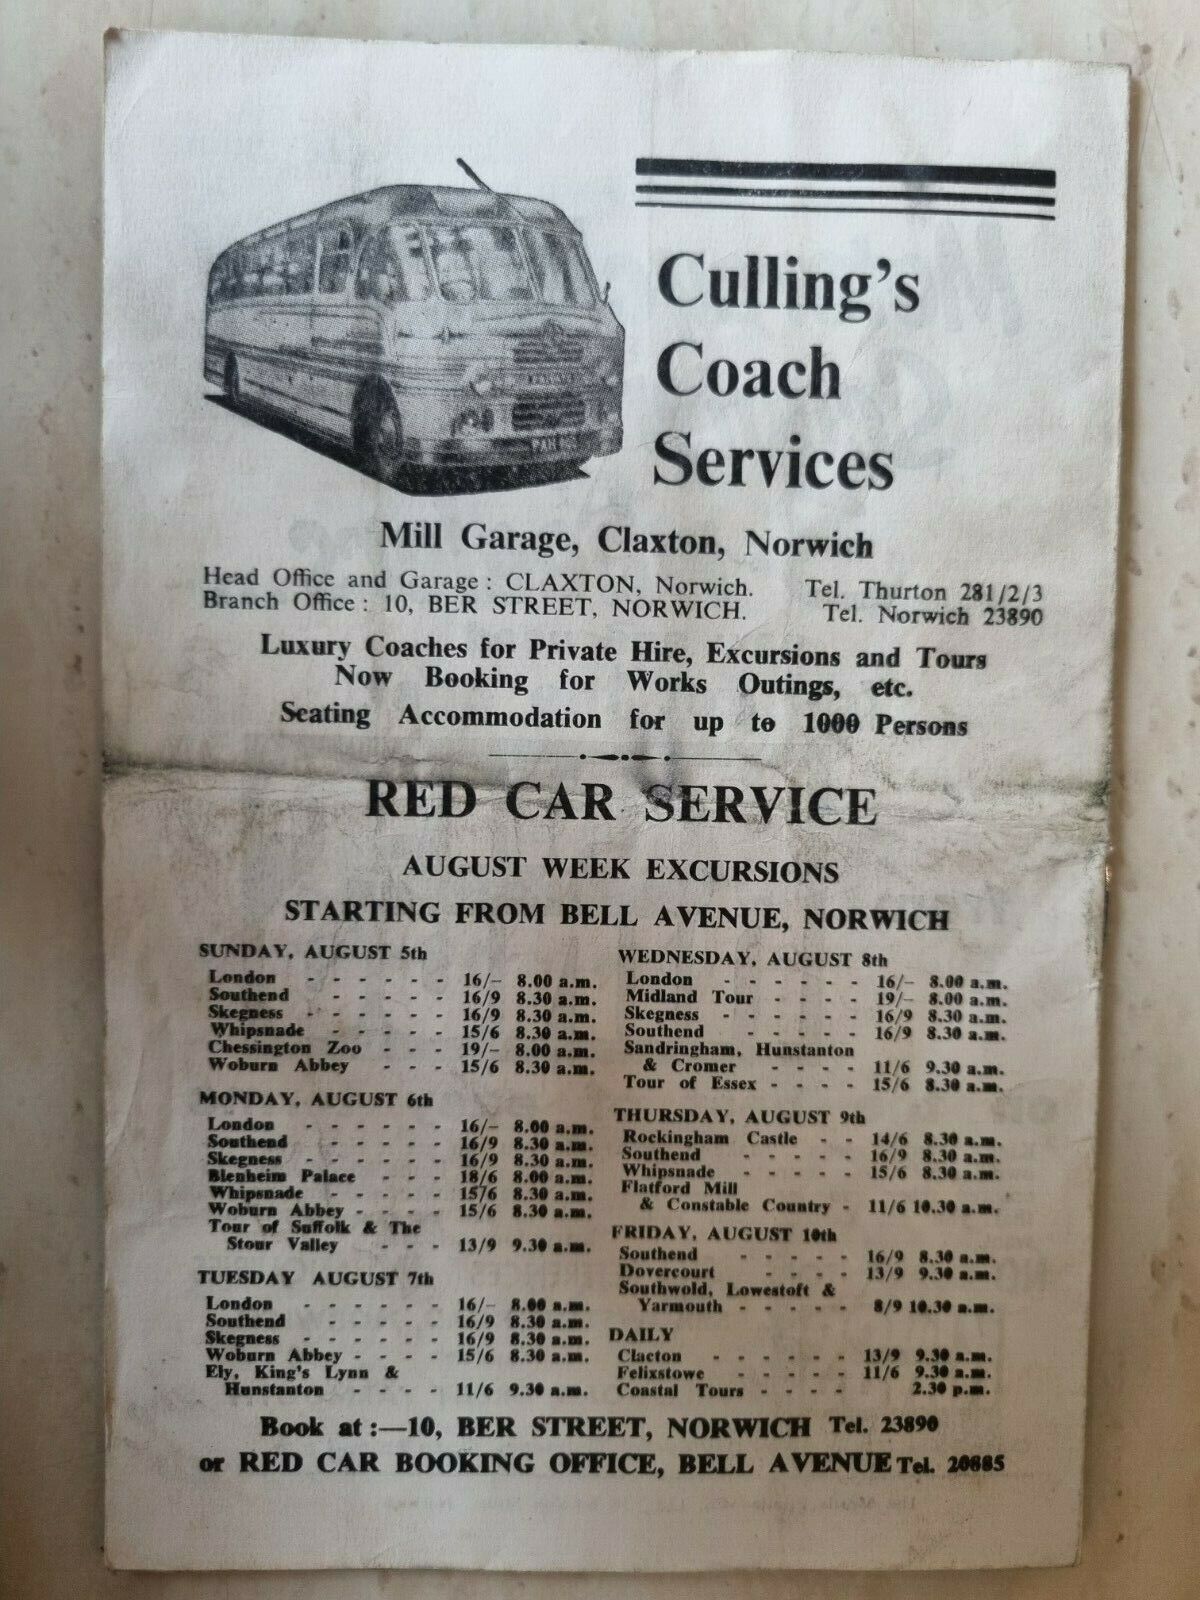 Culling's
Coach
Services
Mill Garage, Claxton, Norwich
Head Office and Garage : CLAXTON, Norwich. Tel. Thurton 281/2/3
Branch Office : 10, BER STREET, NORWICH. Tel. Norwich 23890
Luxury Coaches for Private Hire, Excursions and Tours
Now Booking for Works Outings, etc.
Seating Accommodation for up to 1000 Persons
RED CAR SERVICE
AUGUST WEEK EXCURSIONS
STARTING FROM BELL AVENUE, NORWICH
SUNDAY, AUGUST 5th
London - - - - - - 16/– 8.00 a.m.
Southend - - - - - 16/9 8.30 a.m.
Skegness - - - - - - 16/9 8.30 a.m.
Whipsnade - - - - - 15/6 8.30 a.m.
Chessington Zoo - - - 19/– 8.00 a.m.
Woburn Abbey - - - 15/6 8.30 a.m.
MONDAY, AUGUST 6th
London - - - - - - 16/– 8.00 a.m.
Southend - - - - - 16/9 8.30 a.m.
Skegness - - - - - - 16/9 8.30 a.m.
Blenheim Palace - - - 18/6 8.00 a.m.
Whipsnade - - - - - 15/6 8.30 a.m.
Woburn Abbey - - - - 15/6 8.30 a.m.
Tour of Suffolk & The
Stour Valley - - - 13/9 9.30 a.m.
TUESDAY AUGUST 7th
London - - - - - - 16/– 8.00 a.m.
Southend - - - - - 16/9 8.30 a.m.
Skegness - - - - - - 16/9 8.30 a.m.
Woburn Abbey - - - - 15/6 8.30 a.m.
Ely, King's Lynn &
Hunstanton - - - - 11/6 9.30 a.m.
WEDNESDAY, AUGUST 8th
London - - - - - - 16/– 8.00 a.m.
Midland Tour - - - - 19/– 8.00 a.m.
Skegness - - - - - - 16/9 8.30 a.m.
Southend - - - - - 16/9 8.30 a.m.
Sandringham, Hunstanton
& Cromer - - - - 11/6 9.30 a.m.
Tour of Essex - - - - 15/6 8.30 a.m.
THURSDAY, AUGUST 9th
Rockingham Castle - - 14/6 8.30 a.m.
Southend - - - - - 16/9 8.30 a.m.
Whipsnade - - - - - 15/6 8.30 a.m.
Flatford Mill
& Constable Country - 11/6 10.30 a.m.
FRIDAY, AUGUST 10th
Southend - - - - - 16/9 8.30 a.m.
Dovercourt - - - - 13/9 9.30 a.m.
Southwold, Lowestoft &
Yarmouth - - - - - 8/9 10.30 a.m.
DAILY
Clacton - - - - - - 13/9 9.30 a.m.
Felixstowe - - - - - 11/6 9.30 a.m.
Coastal Tours - - - - 2.30 p.m.
Book at :—10, BER STREET, NORWICH Tel. 23890
or RED CAR BOOKING OFFICE, BELL AVENUE Tel. 20885